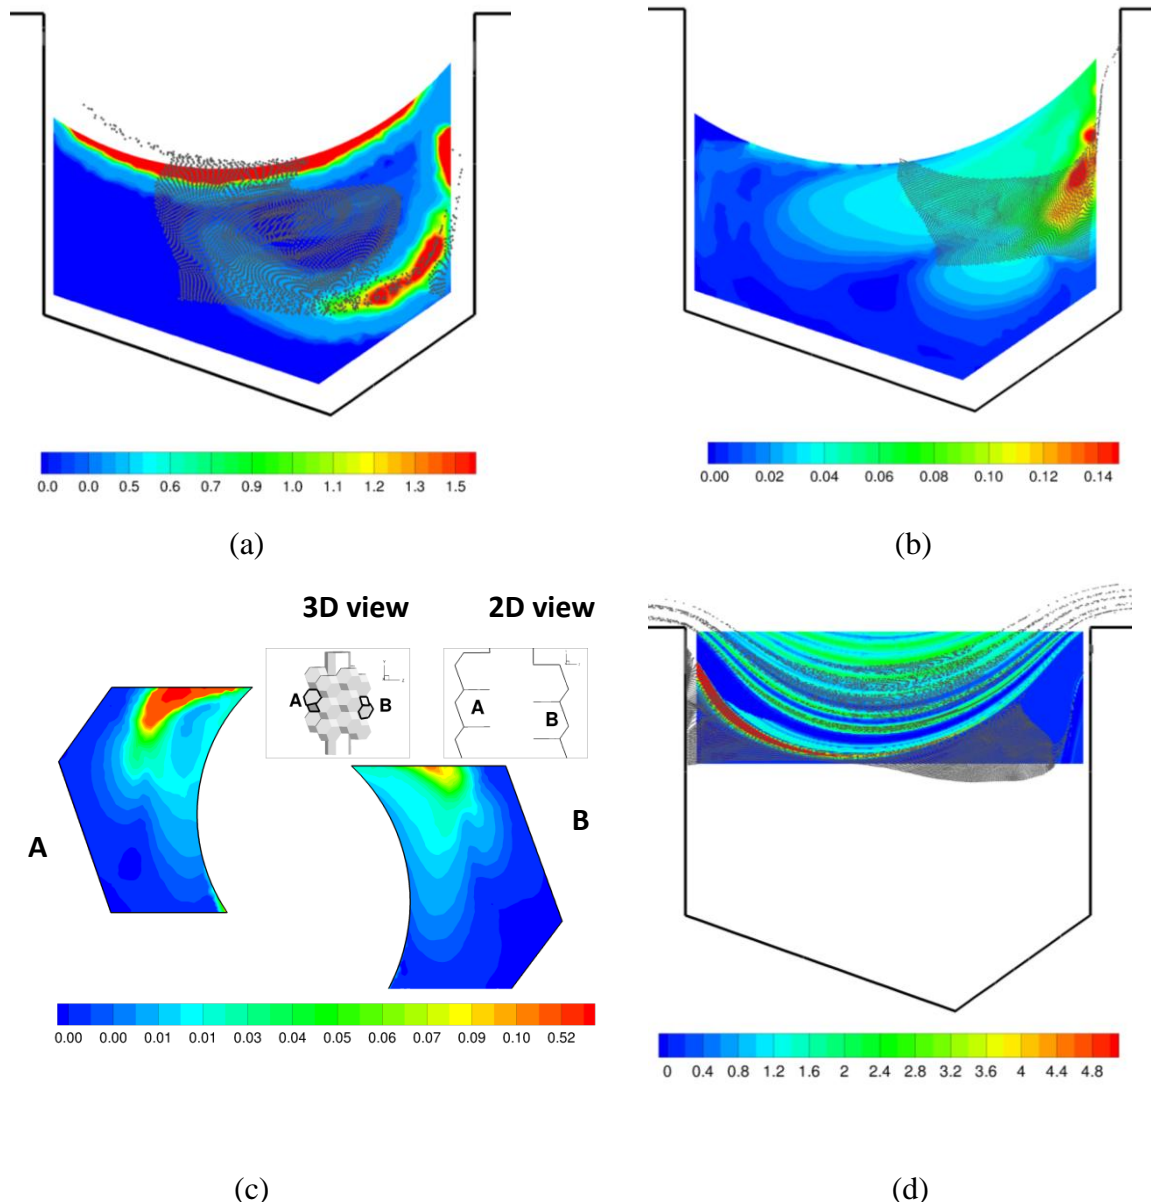 0.0 0.0 0.5 0.6 0.7 0.9 1.0 1.1 1.2 1.3 1.5
0.00 0.02 0.04 0.06 0.08 0.10 0.12 0.14
(a)
(b)
3D view 2D view
A B
A B
A
B
0.00 0.00 0.01 0.01 0.03 0.04 0.05 0.06 0.07 0.09 0.10 0.52
0 0.4 0.8 1.2 1.6 2 2.4 2.8 3.2 3.6 4 4.4 4.8
(c)
(d)